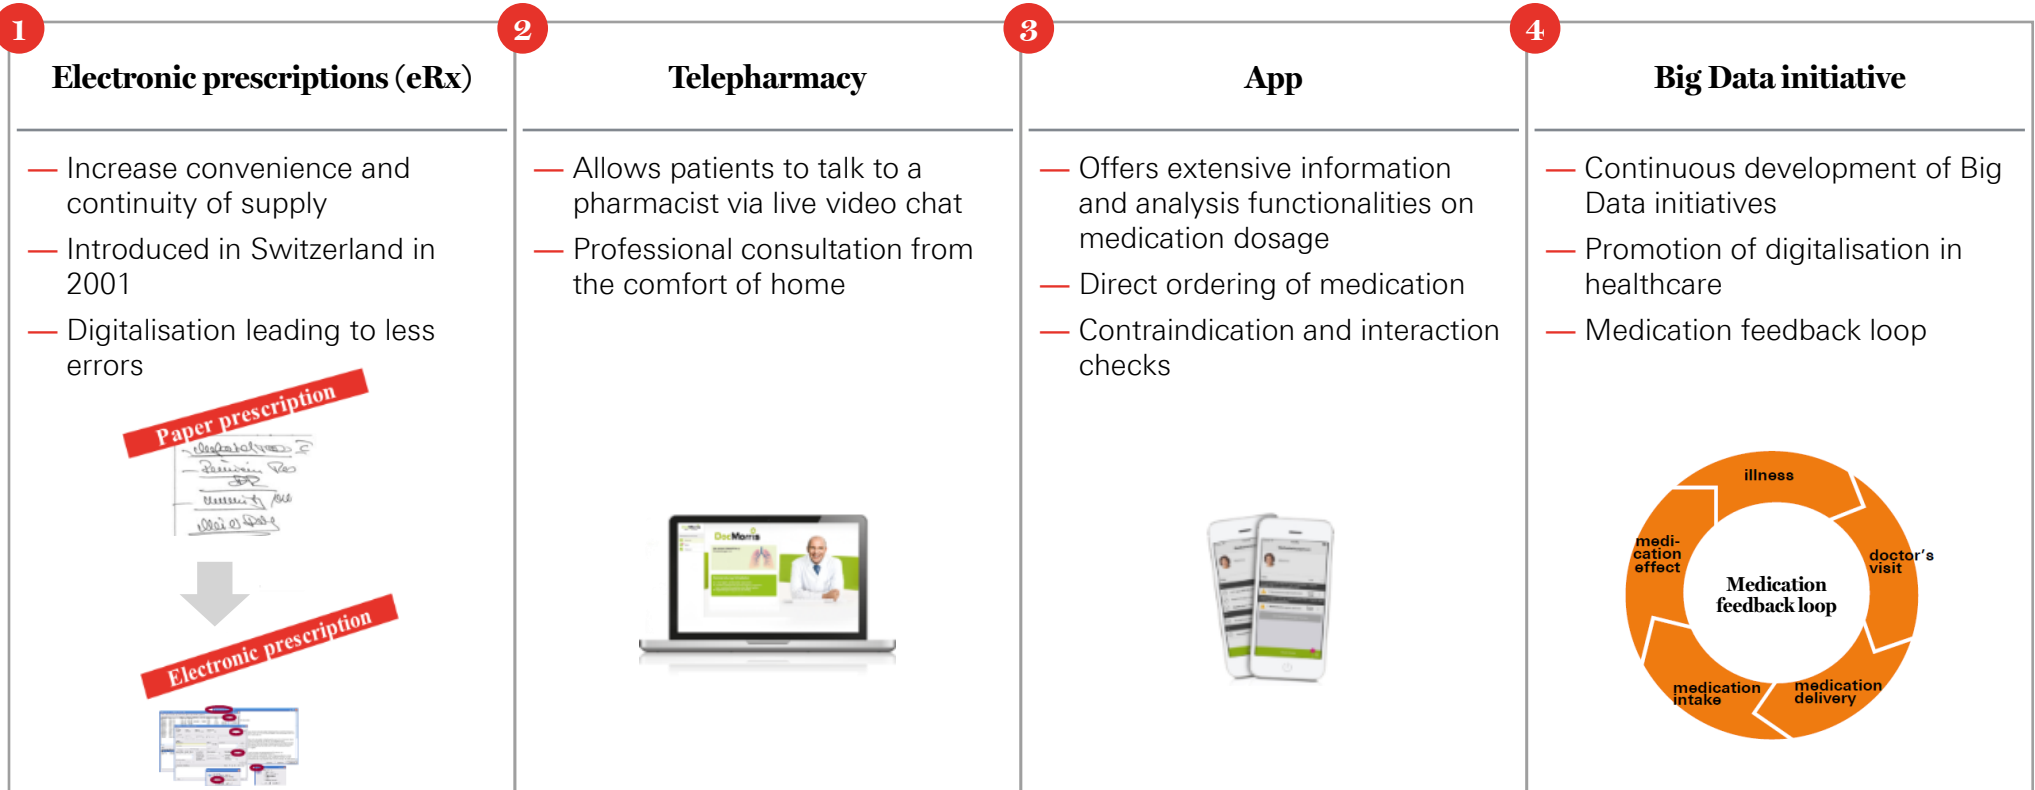 1
Electronic prescriptions (eRx)
— Increase convenience and
continuity of supply
— Introduced in Switzerland in
2001
— Digitalisation leading to less
errors
Paper prescription
Electronic prescription
2
Telepharmacy
— Allows patients to talk to a
pharmacist via live video chat
— Professional consultation from
the comfort of home
DocMorris
3
App
— Offers extensive information
and analysis functionalities on
medication dosage
— Direct ordering of medication
— Contraindication and interaction
checks
4
Big Data initiative
— Continuous development of Big
Data initiatives
— Promotion of digitalisation in
healthcare
— Medication feedback loop
illness
doctor's
visit
medication
delivery
medication
intake
medi-
cation
effect
Medication
feedback loop